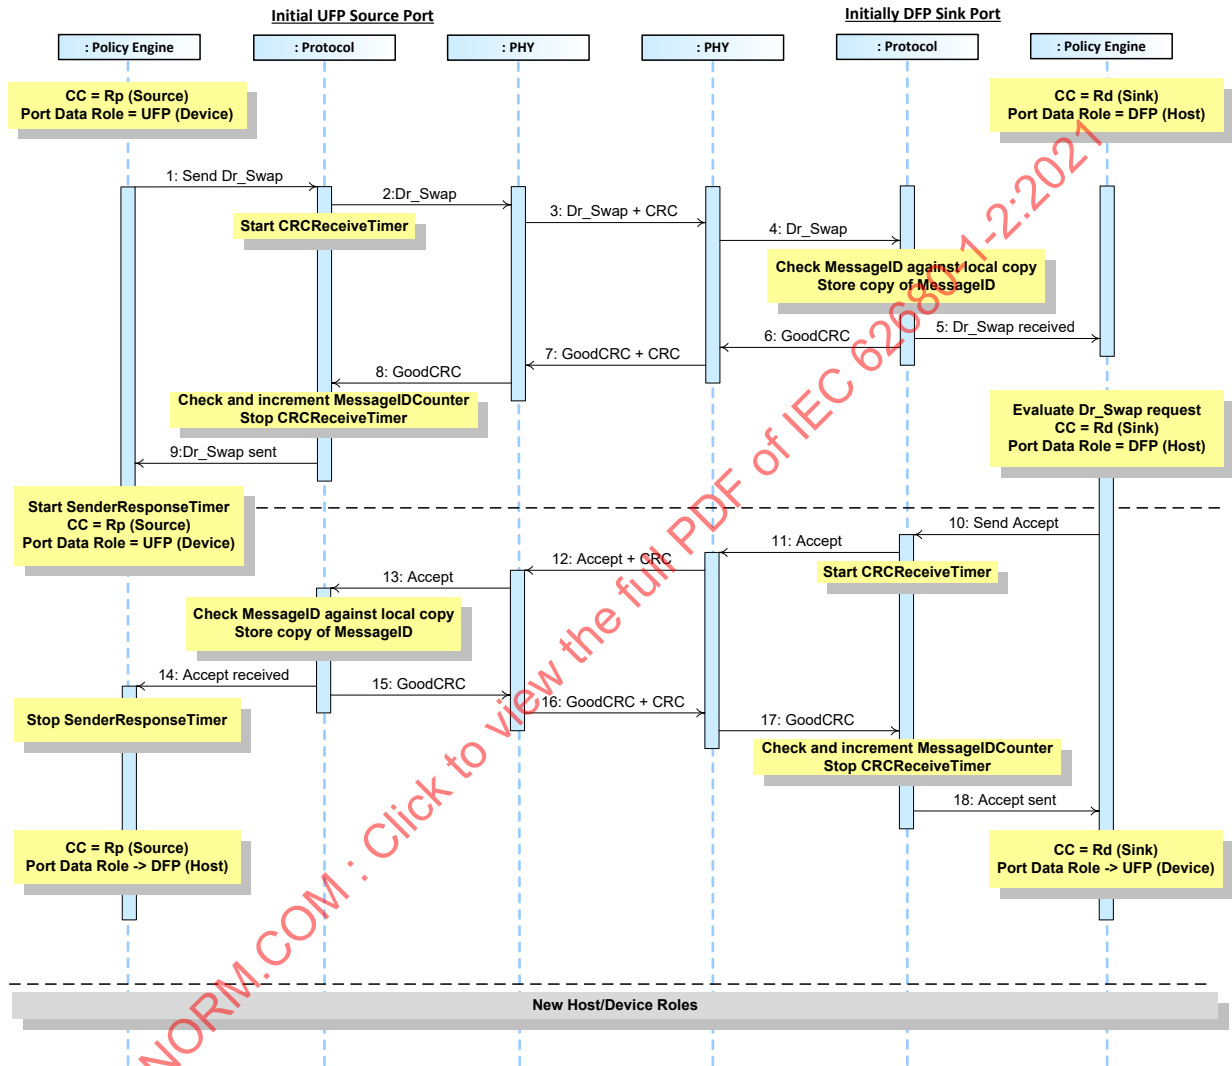 Initial UFP Source Port
Initially DFP Sink Port
: Policy Engine
: Protocol
: PHY
: PHY
: Protocol
: Policy Engine
CC = Rp (Source)
Port Data Role = UFP (Device)
CC = Rd (Sink)
Port Data Role = DFP (Host)
1: Send Dr_Swap
2:Dr_Swap
Start CRCReceiveTimer
3: Dr_Swap + CRC
4: Dr_Swap
Check MessageID against local copy
Store copy of MessageID
5: Dr_Swap received
6: GoodCRC
7: GoodCRC + CRC
8: GoodCRC
Check and increment MessageIDCounter
Stop CRCReceiveTimer
Evaluate Dr_Swap request
CC = Rd (Sink)
Port Data Role = DFP (Host)
9:Dr_Swap sent
Start SenderResponseTimer
CC = Rp (Source)
Port Data Role = UFP (Device)
10: Send Accept
11: Accept
Start CRCReceiveTimer
12: Accept + CRC
13: Accept
Check MessageID against local copy
Store copy of MessageID
14: Accept received
15: GoodCRC
Stop SenderResponseTimer
16: GoodCRC + CRC
17: GoodCRC
Check and increment MessageIDCounter
Stop CRCReceiveTimer
18: Accept sent
CC = Rp (Source)
Port Data Role -> DFP (Host)
CC = Rd (Sink)
Port Data Role -> UFP (Device)
New Host/Device Roles
NORM.COM : Click to view the full PDF of IEC 62680-1-2:2021